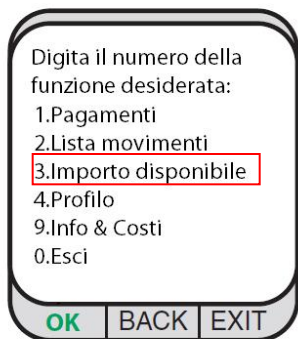 Digita il numero della
funzione desiderata:
1.Pagamenti
2.Lista movimenti
3.Importo disponibile
4.Profilo
9.Info & Costi
0.Esci
OK BACK EXIT